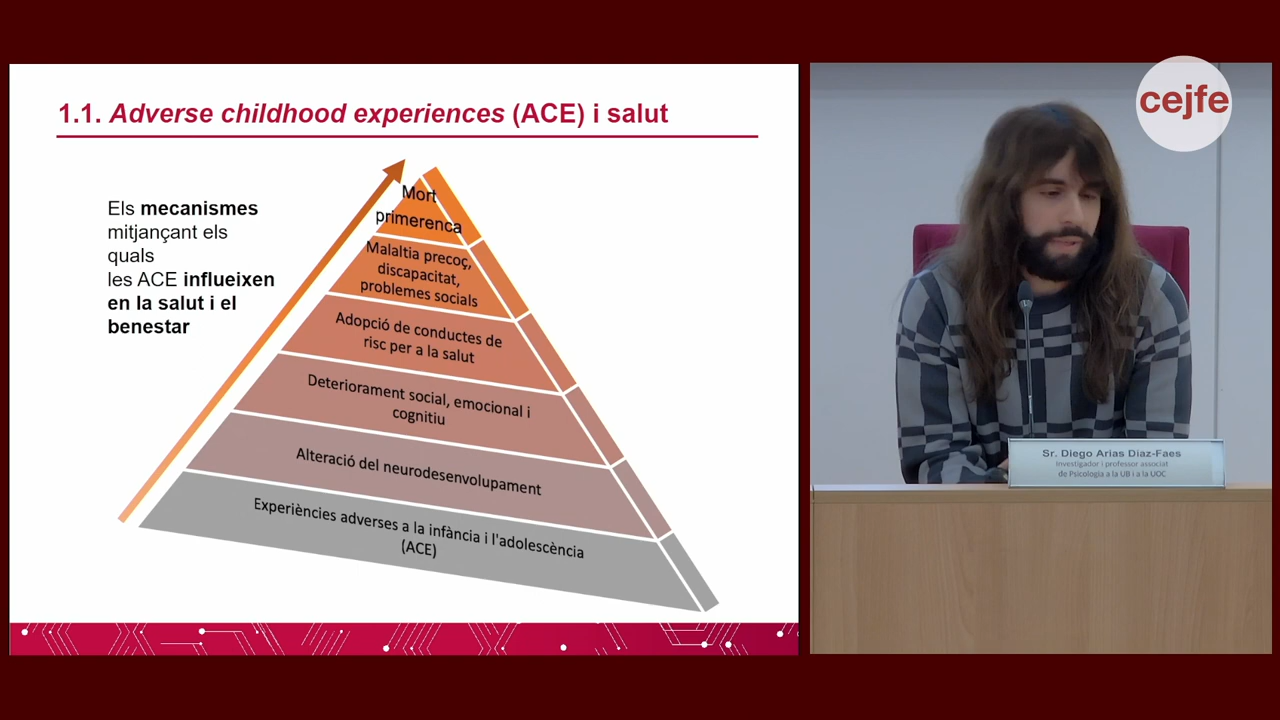 1.1. Adverse childhood experiences (ACE) i salut
Els mecanismes
mitjançant els
quals
les ACE influeixen
en la salut i el
benestar
Mort
primerenca
Malaltia precoç,
discapacitat,
problemes socials
Adopció de conductes de
risc per a la salut
Deteriorament social, emocional i
cognitiu
Alteració del neurodesenvolupament
Experiències adverses a la infància i l'adolescència
(ACE)
cejfe
Sr. Diego Arias Díaz-Faes
Investigador i professor associat
de Psicologia a la UB i a la UOC